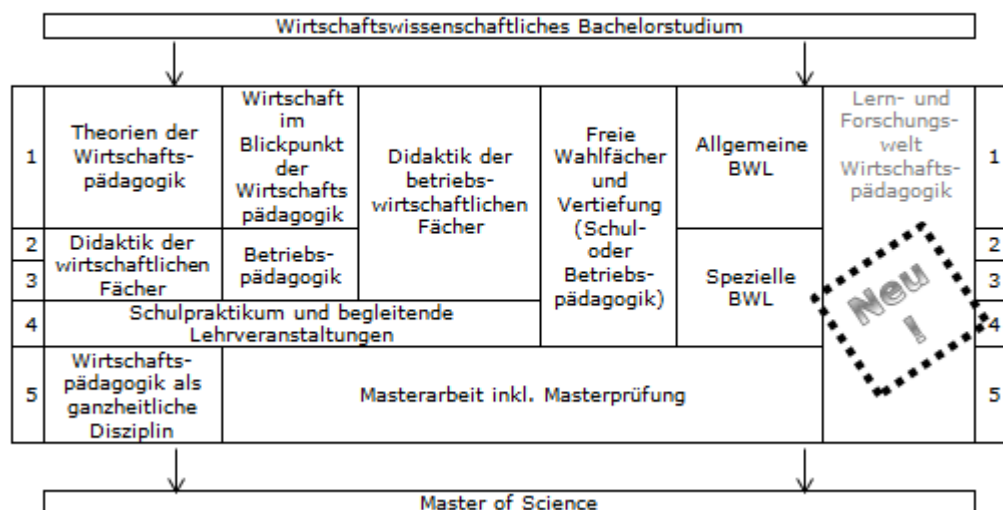 Wirtschaftswissenschaftliches Bachelorstudium
1
Theorien der
Wirtschafts-
pädagogik
Wirtschaft
im
Blickpunkt
der
Wirtschafts
pädagogik
Didaktik der
betriebs-
wirtschaftlichen
Fächer
Freie
Wahlfächer
und
Vertiefung
(Schul-
oder
Betriebs-
pädagogik)
Allgemeine
BWL
Lern- und
Forschungs-
welt
Wirtschafts-
pädagogik
1
2
3
Didaktik der
wirtschaftlichen
Fächer
Betriebs-
pädagogik
Spezielle
BWL
Neu
!
2
3
4
Schulpraktikum und begleitende
Lehrveranstaltungen
4
5
Wirtschafts-
pädagogik als
ganzheitliche
Disziplin
Masterarbeit inkl. Masterprüfung
5
Master of Science